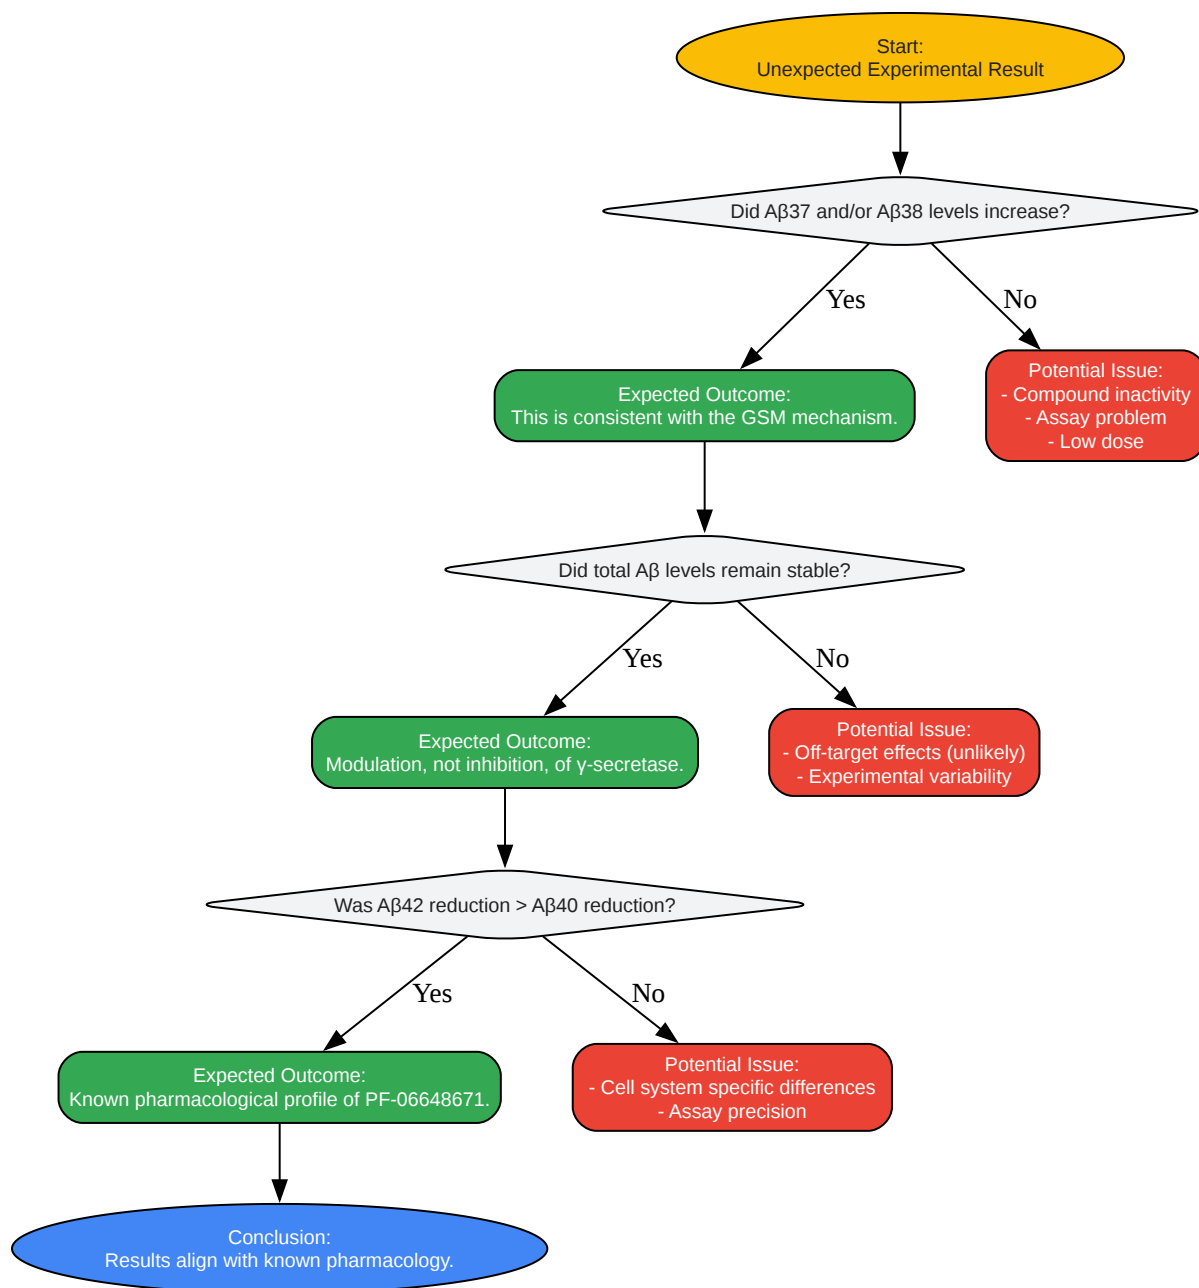 Start:
Unexpected Experimental Result
Did Aβ37 and/or Aβ38 levels increase?
Yes
No
Expected Outcome:
This is consistent with the GSM mechanism.
Potential Issue:
- Compound inactivity
- Assay problem
- Low dose
Did total Aβ levels remain stable?
Yes
No
Expected Outcome:
Modulation, not inhibition, of γ-secretase.
Potential Issue:
- Off-target effects (unlikely)
- Experimental variability
Was Aβ42 reduction > Aβ40 reduction?
Yes
No
Expected Outcome:
Known pharmacological profile of PF-06648671.
Potential Issue:
- Cell system specific differences
- Assay precision
Conclusion:
Results align with known pharmacology.